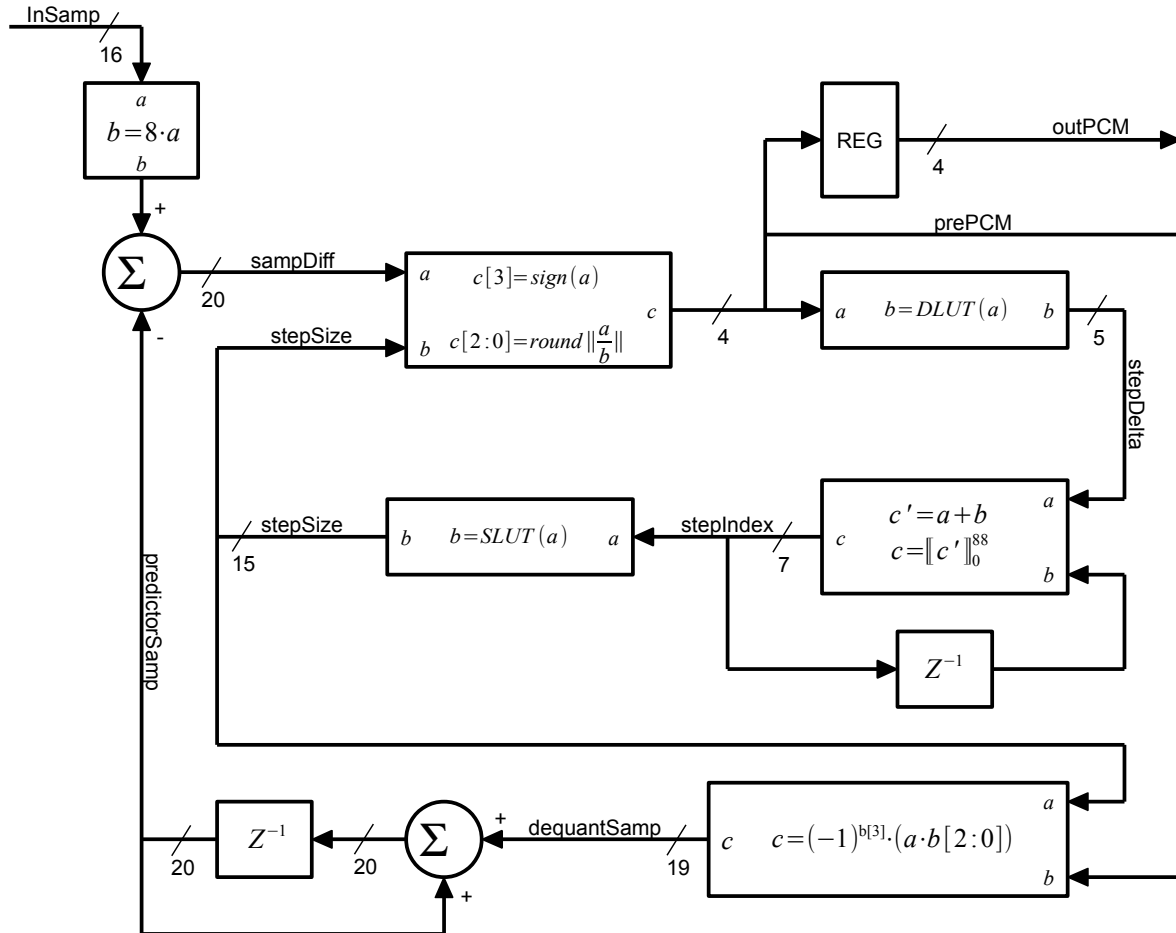 InSamp
16
a
b=8·a
b
+
Σ
-
20
sampDiff
stepSize
a
c[3]=sign(a)
c
b
c[2:0]=round‖a/b‖
4
REG
outPCM
4
prePCM
a
b=DLUT(a)
b
5
stepDelta
predictorSamp
stepSize
15
b
b=SLUT(a)
a
stepIndex
7
c
c'=a+b
c=⟦c'⟧₀⁸⁸
a
b
Z⁻¹
20
Z⁻¹
20
Σ
+
+
dequantSamp
19
c
c=(−1)^b[3]·(a·b[2:0])
a
b